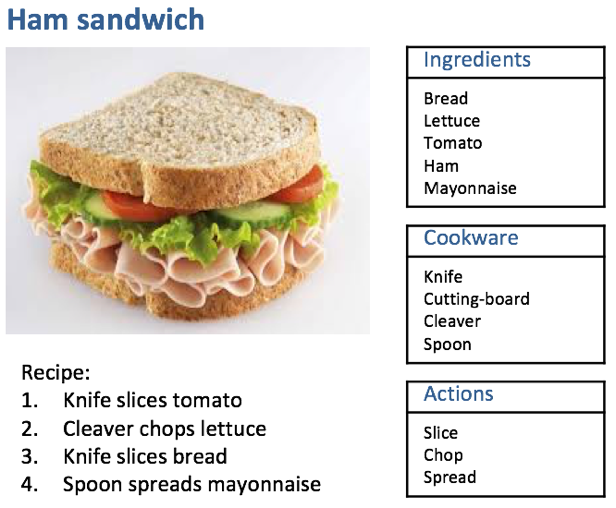 Ham sandwich
Ingredients
Bread
Lettuce
Tomato
Ham
Mayonnaise
Cookware
Knife
Cutting-board
Cleaver
Spoon
Actions
Slice
Chop
Spread
Recipe:
1. Knife slices tomato
2. Cleaver chops lettuce
3. Knife slices bread
4. Spoon spreads mayonnaise